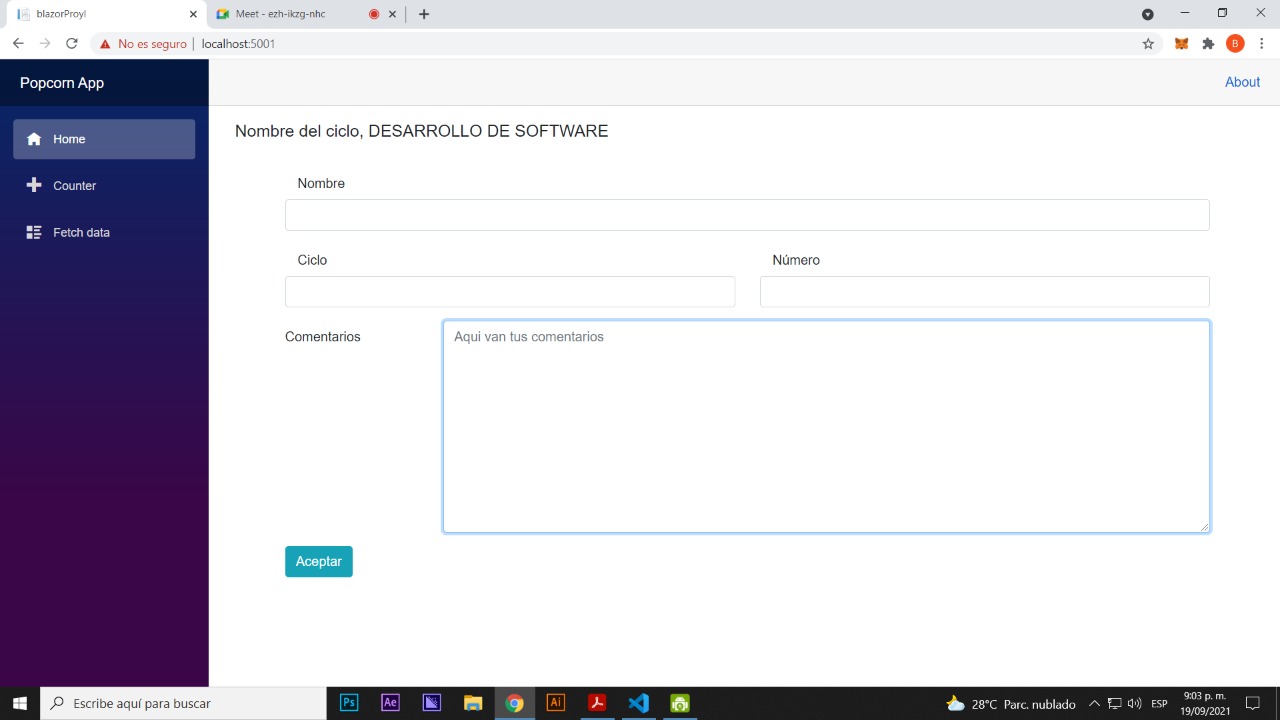 blazorProyI
Meet - ezh-ikzg-nhc
No es seguro | localhost:5001
B
Popcorn App
About
Home
Counter
Fetch data
Nombre del ciclo, DESARROLLO DE SOFTWARE
Nombre
Ciclo
Número
Comentarios
Aqui van tus comentarios
Aceptar
Escribe aquí para buscar
Ps
Ae
Ai
28°C Parc. nublado
ESP
9:03 p. m.
19/09/2021